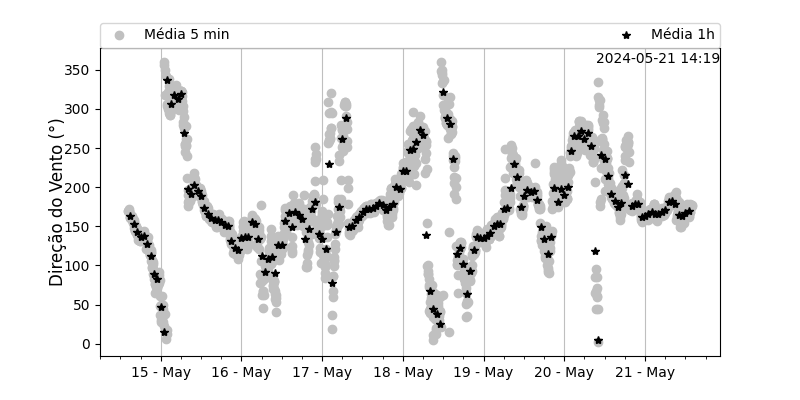 Média 5 min
Média 1h
2024-05-21 14:19
Direção do Vento (°)
350
300
250
200
150
100
50
0
15 - May
16 - May
17 - May
18 - May
19 - May
20 - May
21 - May